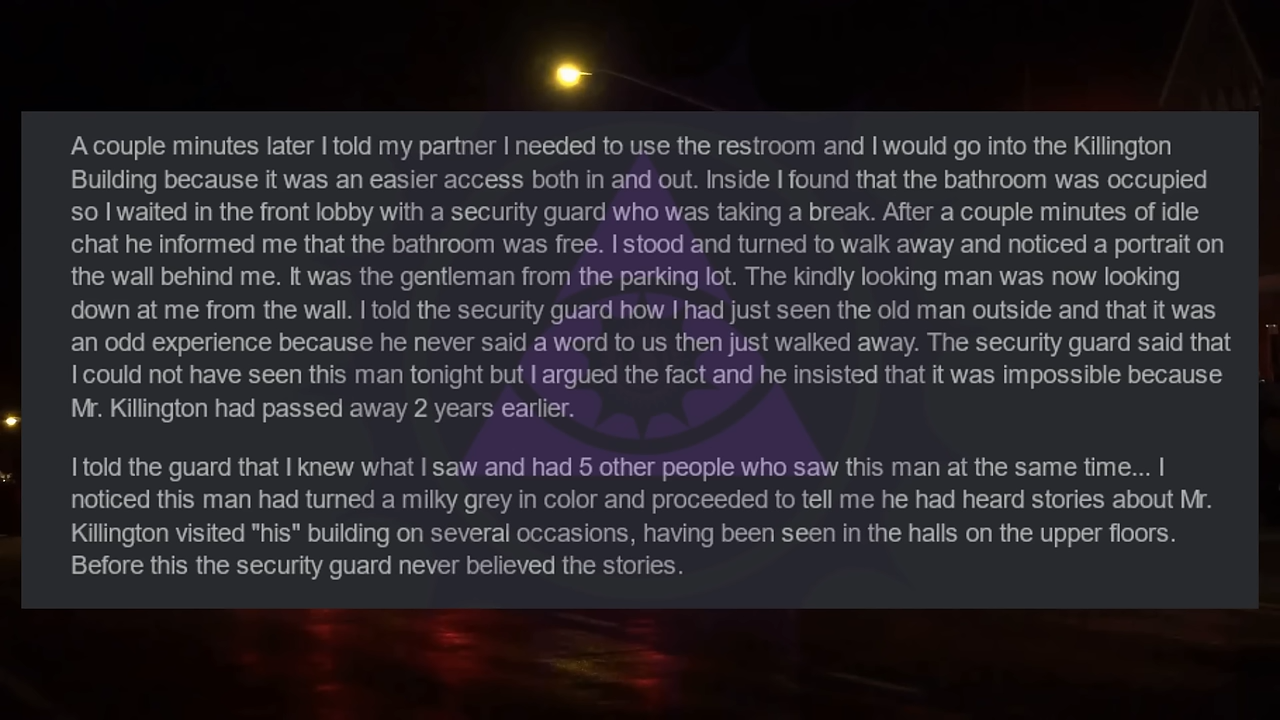 A couple minutes later I told my partner I needed to use the restroom and I would go into the Killington
Building because it was an easier access both in and out. Inside I found that the bathroom was occupied
so I waited in the front lobby with a security guard who was taking a break. After a couple minutes of idle
chat he informed me that the bathroom was free. I stood and turned to walk away and noticed a portrait on
the wall behind me. It was the gentleman from the parking lot. The kindly looking man was now looking
down at me from the wall. I told the security guard how I had just seen the old man outside and that it was
an odd experience because he never said a word to us then just walked away. The security guard said that
I could not have seen this man tonight but I argued the fact and he insisted that it was impossible because
Mr. Killington had passed away 2 years earlier.
I told the guard that I knew what I saw and had 5 other people who saw this man at the same time... I
noticed this man had turned a milky grey in color and proceeded to tell me he had heard stories about Mr.
Killington visited "his" building on several occasions, having been seen in the halls on the upper floors.
Before this the security guard never believed the stories.